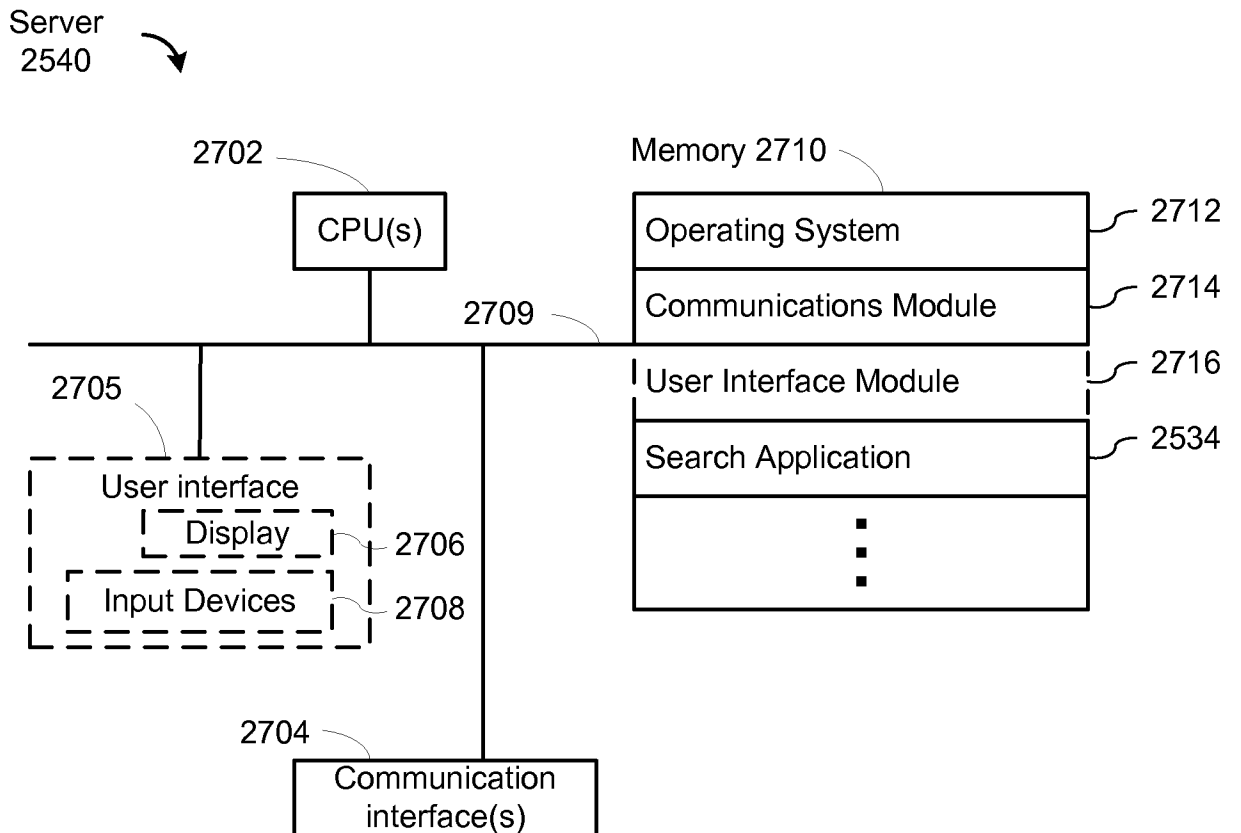 Server
2540
2702
CPU(s)
Memory 2710
Operating System
2712
Communications Module
2714
2709
User Interface Module
2716
Search Application
2534
2705
User interface
Display
2706
Input Devices
2708
2704
Communication
interface(s)